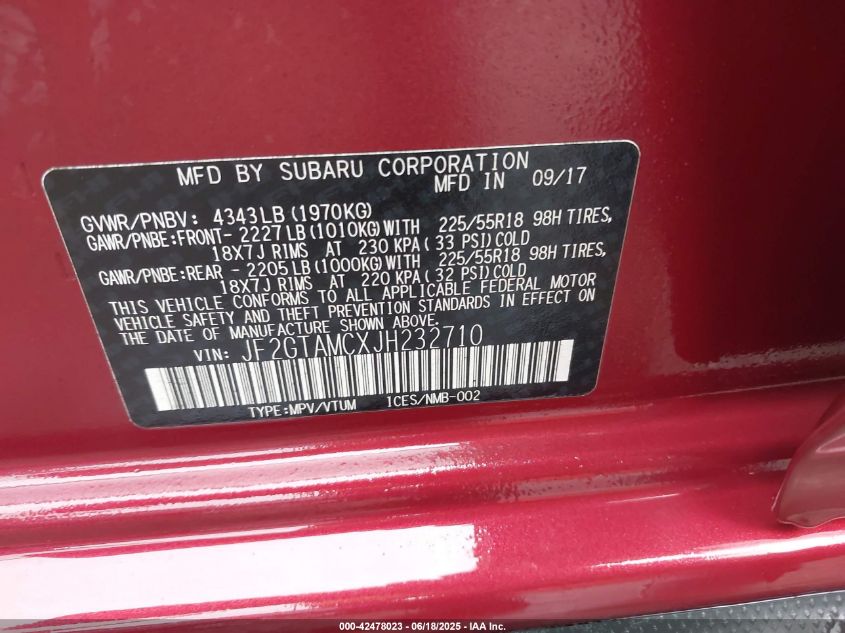 MFD BY SUBARU CORPORATION
MFD IN 09/17
GVWR/PNBV: 4343LB(1970KG)
GAWR/PNBE:FRONT- 2227LB(1010KG)WITH 225/55R18 98H TIRES,
18X7J RIMS AT 230 KPA( 33 PSI)COLD
GAWR/PNBE:REAR - 2205LB(1000KG)WITH 225/55R18 98H TIRES,
18X7J RIMS AT 220 KPA( 32 PSI)COLD
THIS VEHICLE CONFORMS TO ALL APPLICABLE FEDERAL MOTOR
VEHICLE SAFETY AND THEFT PREVENTION STANDARDS IN EFFECT ON
THE DATE OF MANUFACTURE SHOWN ABOVE.
VIN: JF2GTAMCXJH232710
TYPE:MPV/VTUM ICES/NMB-002
000-42478023 - 06/18/2025 - IAA Inc.